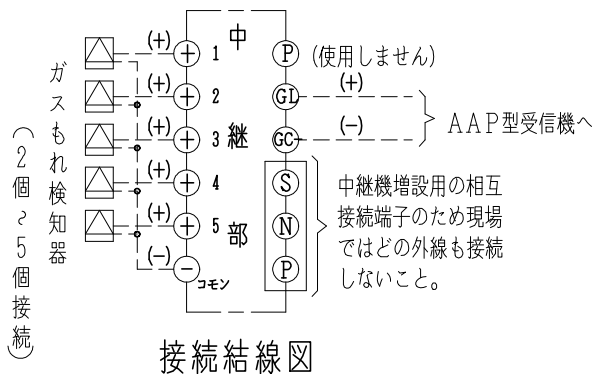 ガスもれ検知器
（２個～５個接続）
(+)
(+)
(+)
(+)
(+)
(-)
+ 1
+ 2
+ 3
+ 4
+ 5
- コモン
中継部
P (使用しません)
GL (+)
GC- (-)
AAP型受信機へ
S
N
P
中継機増設用の相互
接続端子のため現場
ではどの外線も接続
しないこと。
接続結線図